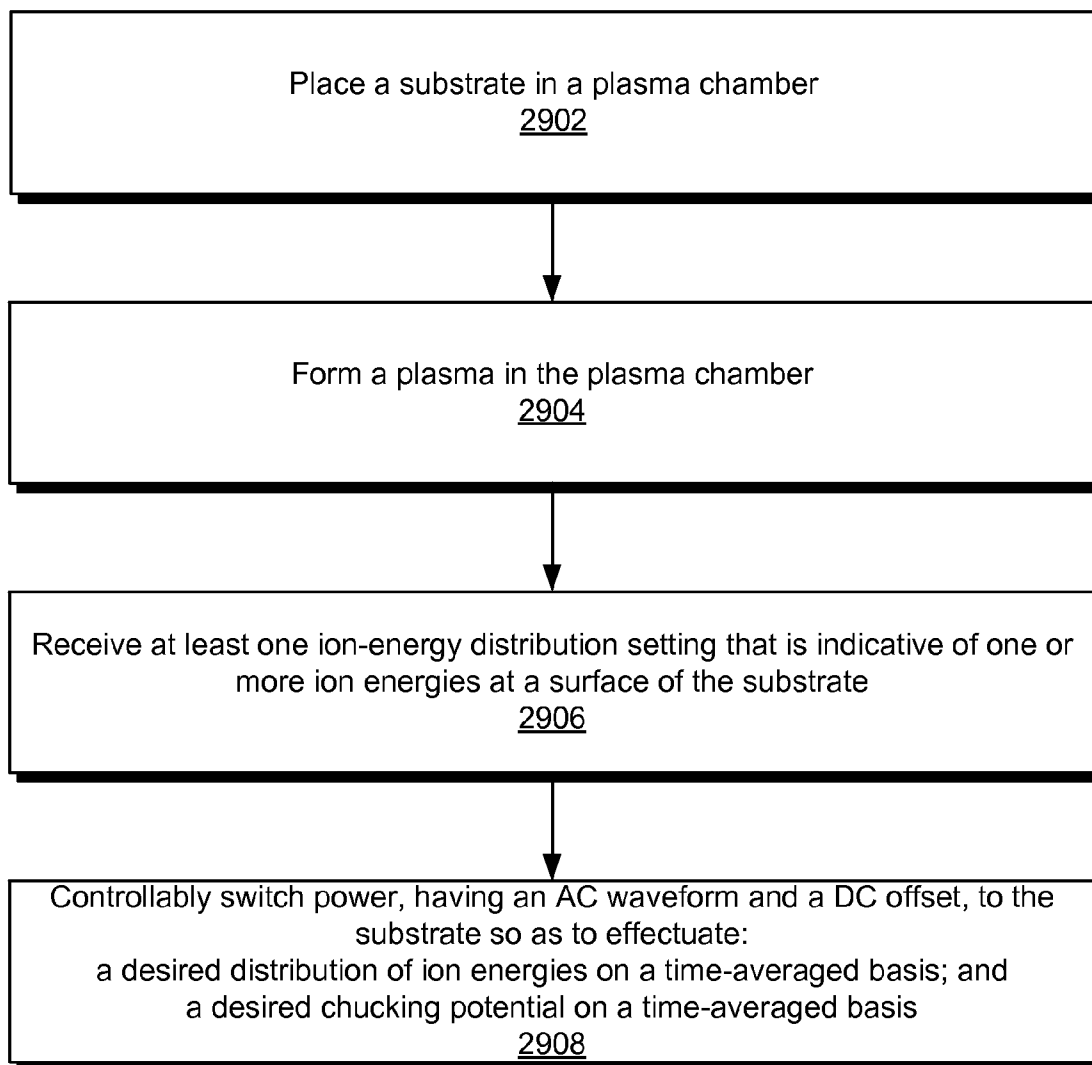 Place a substrate in a plasma chamber
2902
Form a plasma in the plasma chamber
2904
Receive at least one ion-energy distribution setting that is indicative of one or
more ion energies at a surface of the substrate
2906
Controllably switch power, having an AC waveform and a DC offset, to the
substrate so as to effectuate:
a desired distribution of ion energies on a time-averaged basis; and
a desired chucking potential on a time-averaged basis
2908